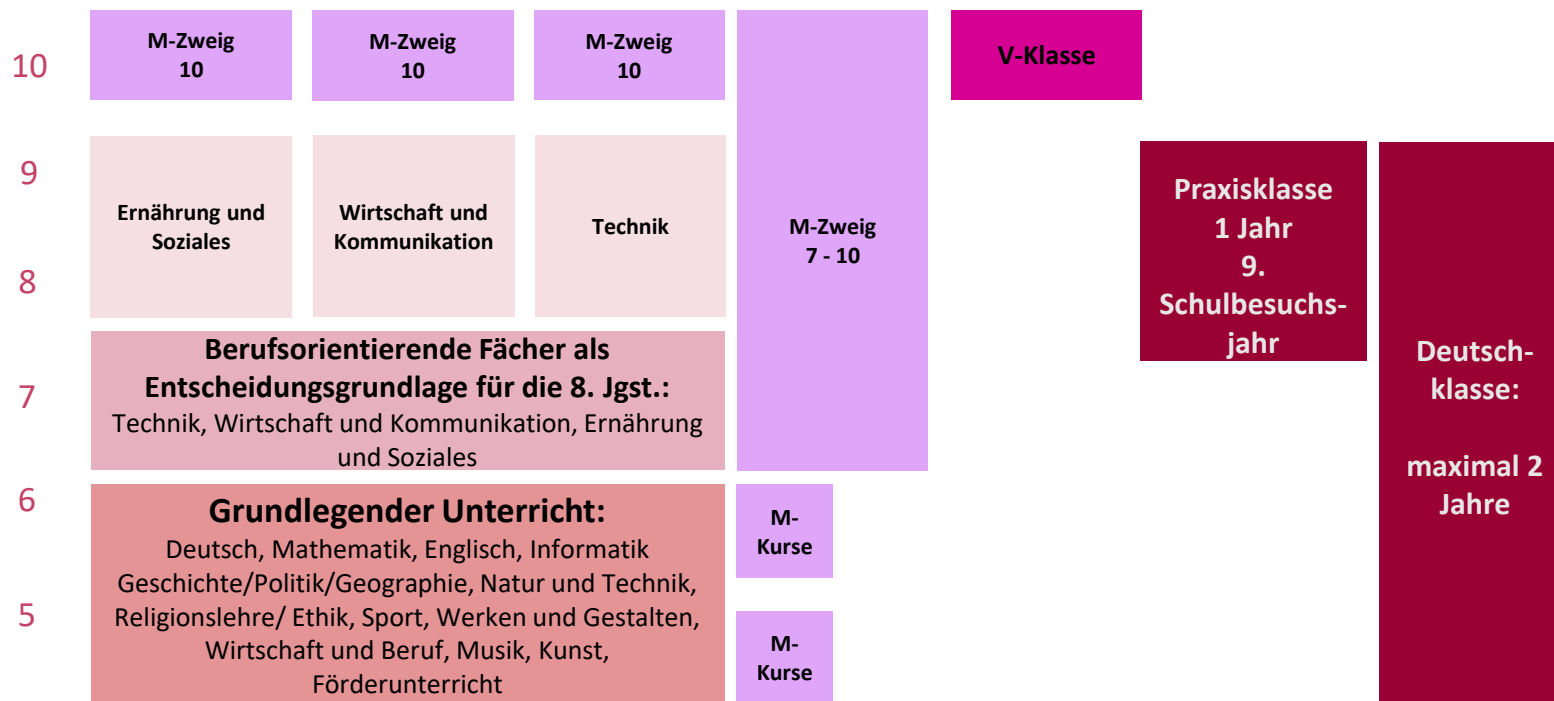 10
M-Zweig
10
M-Zweig
10
M-Zweig
10
M-Zweig
7 - 10
V-Klasse
9
8
Ernährung und
Soziales
Wirtschaft und
Kommunikation
Technik
Praxisklasse
1 Jahr
9.
Schulbesuchs-
jahr
Deutsch-
klasse:
maximal 2
Jahre
7
Berufsorientierende Fächer als
Entscheidungsgrundlage für die 8. Jgst.:
Technik, Wirtschaft und Kommunikation, Ernährung
und Soziales
6
5
Grundlegender Unterricht:
Deutsch, Mathematik, Englisch, Informatik
Geschichte/Politik/Geographie, Natur und Technik,
Religionslehre/ Ethik, Sport, Werken und Gestalten,
Wirtschaft und Beruf, Musik, Kunst,
Förderunterricht
M-
Kurse
M-
Kurse